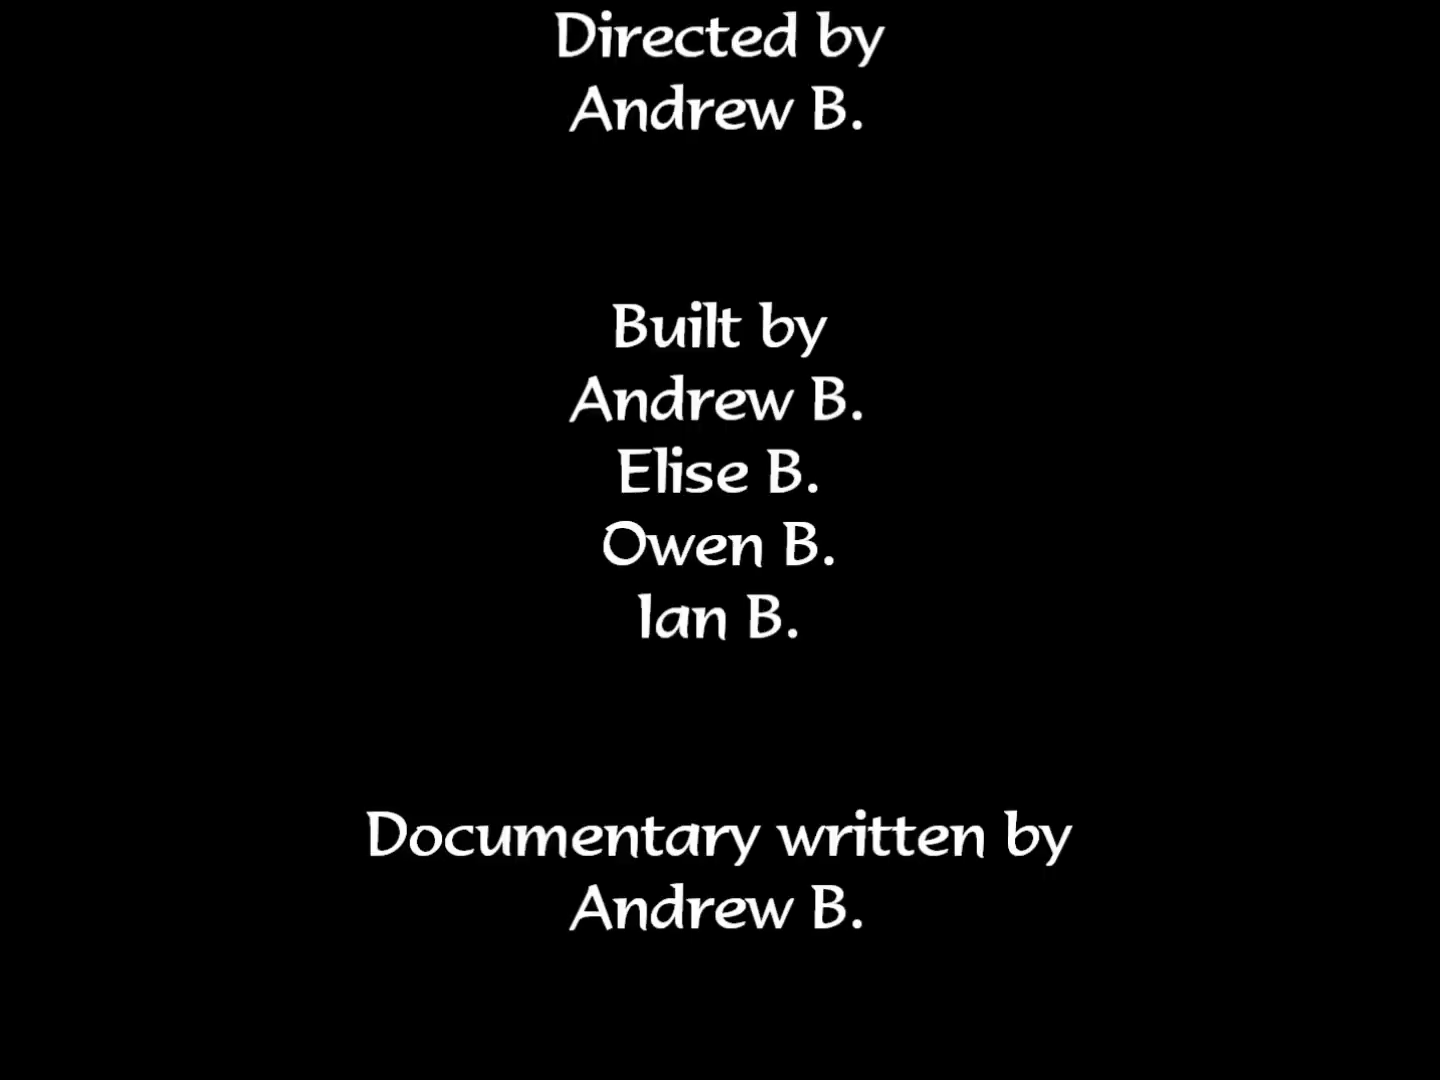 Directed by
Andrew B.
Built by
Andrew B.
Elise B.
Owen B.
Ian B.
Documentary written by
Andrew B.